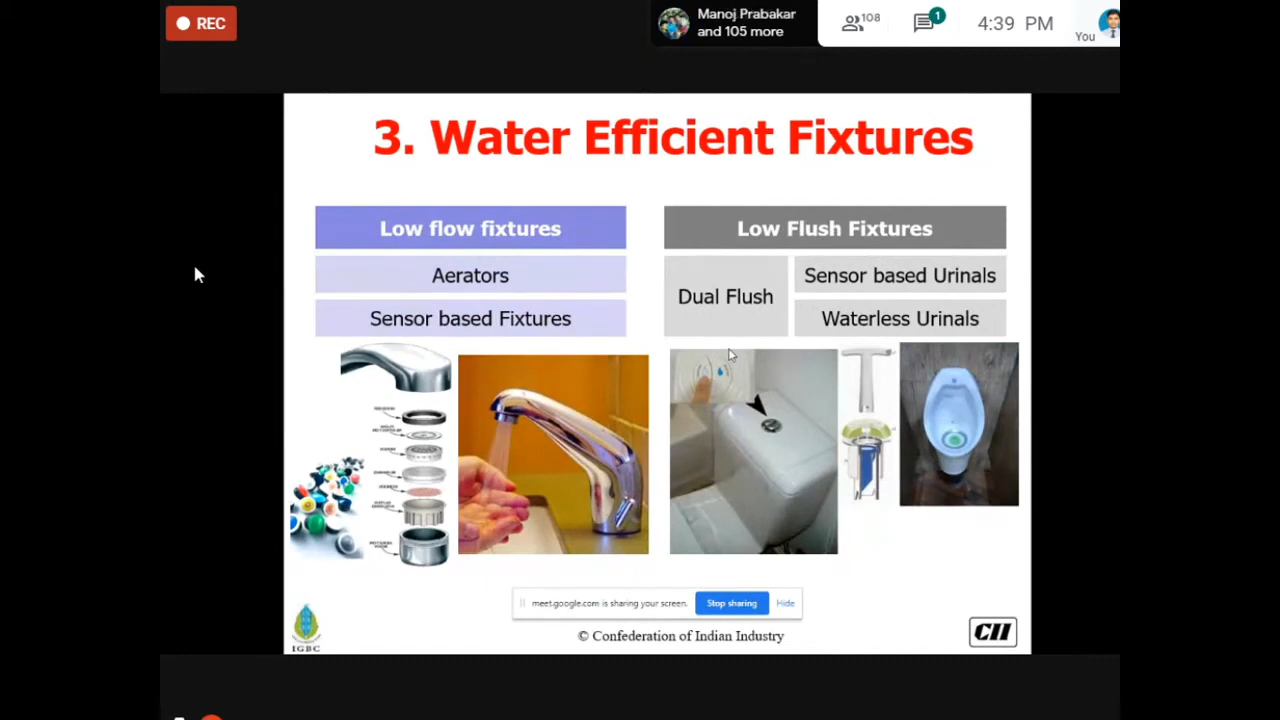 REC
Manoj Prabakar
and 105 more
108
1
4:39 PM
You
3. Water Efficient Fixtures
Low flow fixtures
Aerators
Sensor based Fixtures
Low Flush Fixtures
Dual Flush
Sensor based Urinals
Waterless Urinals
meet.google.com is sharing your screen.
Stop sharing
Hide
© Confederation of Indian Industry
IGBC
CII